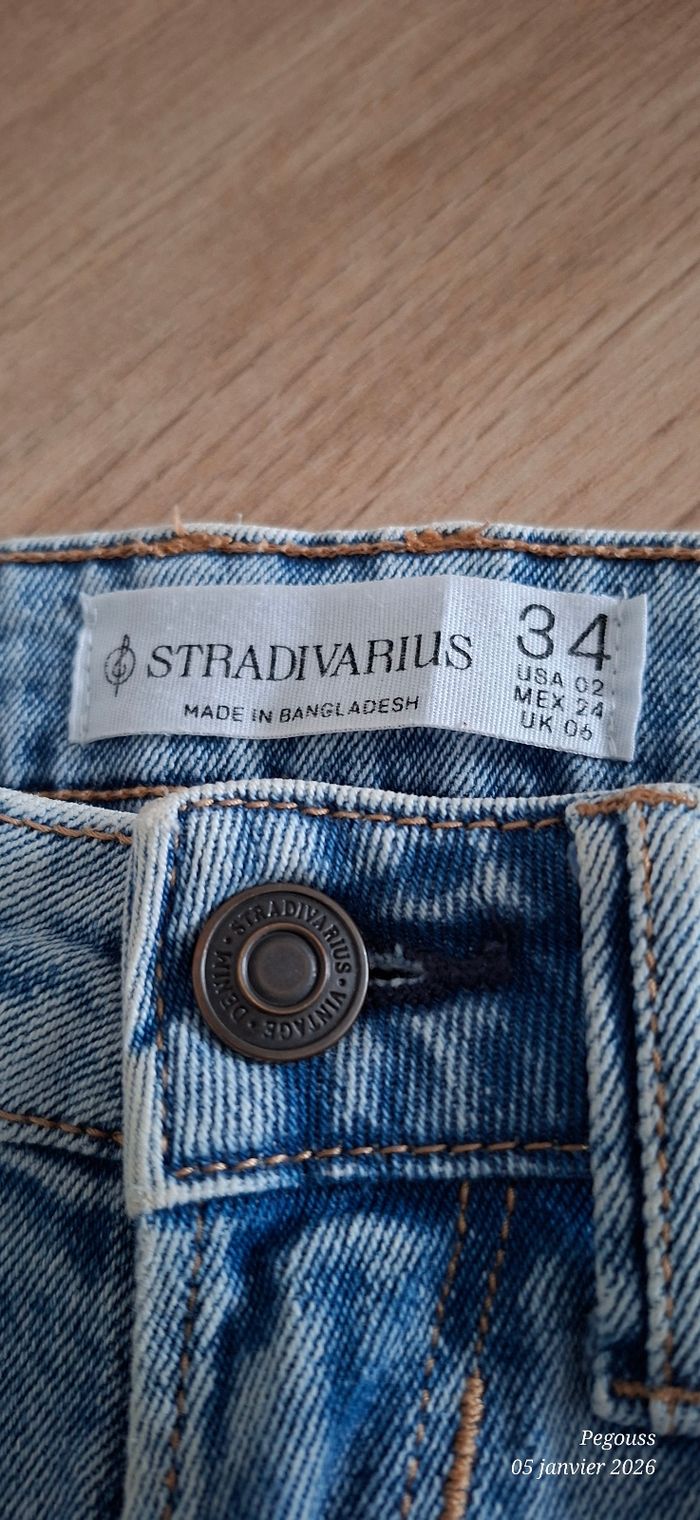 STRADIVARIUS
MADE IN BANGLADESH
34
USA 02
MEX 24
UK 06
STRADIVARIUS • VINTAGE • DENIM •
Pegouss
05 janvier 2026